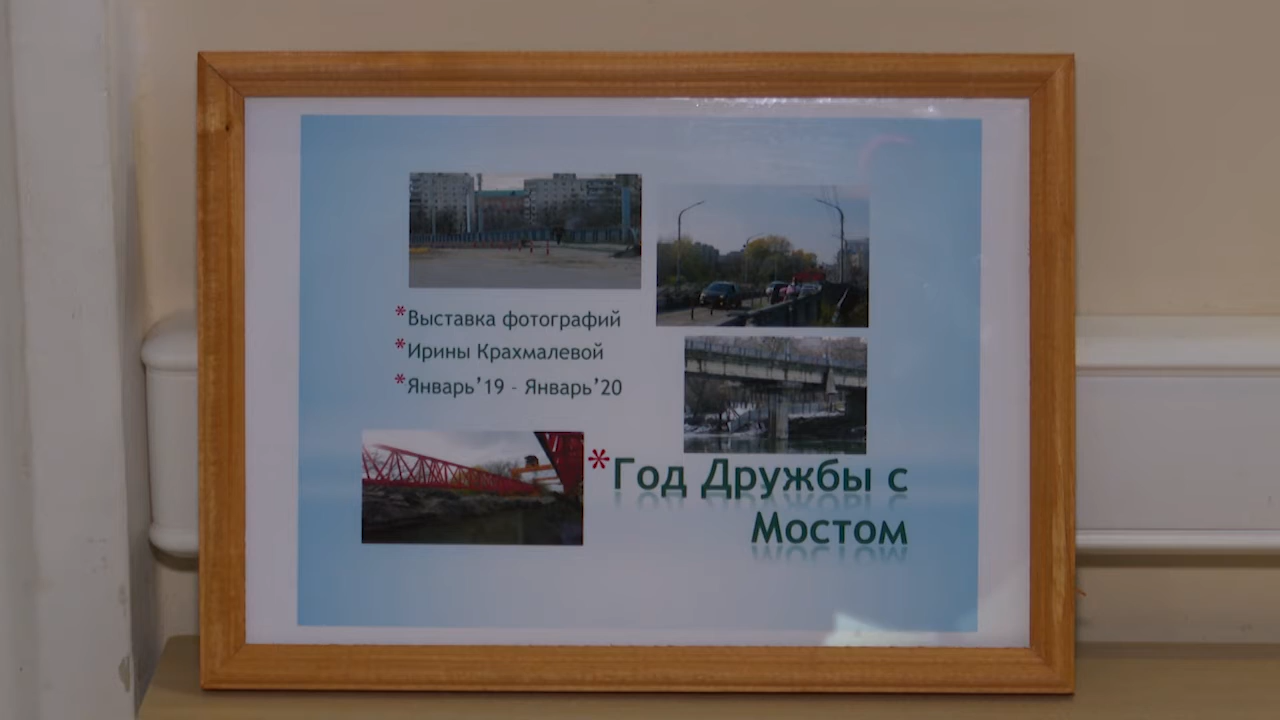 *Выставка фотографий
*Ирины Крахмалевой
*Январь’19 - Январь’20
*Год Дружбы с
Мостом